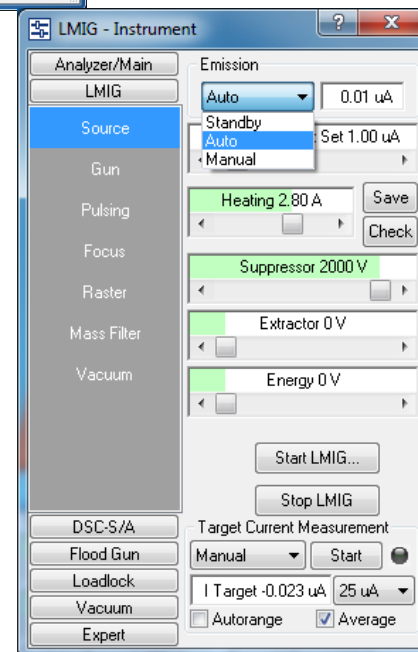 LMIG - Instrument
?
X
Analyzer/Main
LMIG
Source
Gun
Pulsing
Focus
Raster
Mass Filter
Vacuum
DSC-S/A
Flood Gun
Loadlock
Vacuum
Expert
Emission
Auto 0.01 uA
Standby
Auto
Manual
Set 1.00 uA
Heating 2.80 A Save
Check
Suppressor 2000 V
Extractor 0 V
Energy 0 V
Start LMIG...
Stop LMIG
Target Current Measurement
Manual Start
I Target -0.023 uA 25 uA
Autorange Average